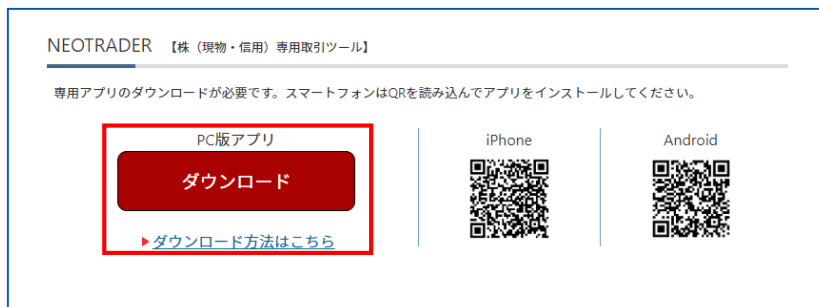 NEOTRADER 【株（現物・信用）専用取引ツール】
専用アプリのダウンロードが必要です。スマートフォンはQRを読み込んでアプリをインストールしてください。
PC版アプリ
ダウンロード
▶ダウンロード方法はこちら
iPhone
Android